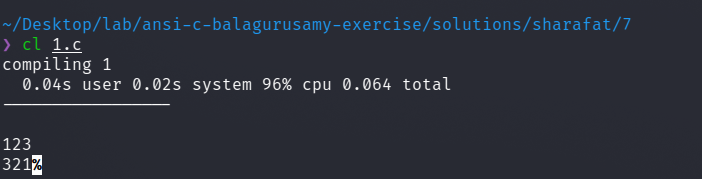 ~/Desktop/lab/ansi-c-balagurusamy-exercise/solutions/sharafat/7
❯ cl 1.c
compiling 1
  0.04s user 0.02s system 96% cpu 0.064 total
-----------------

123
321%